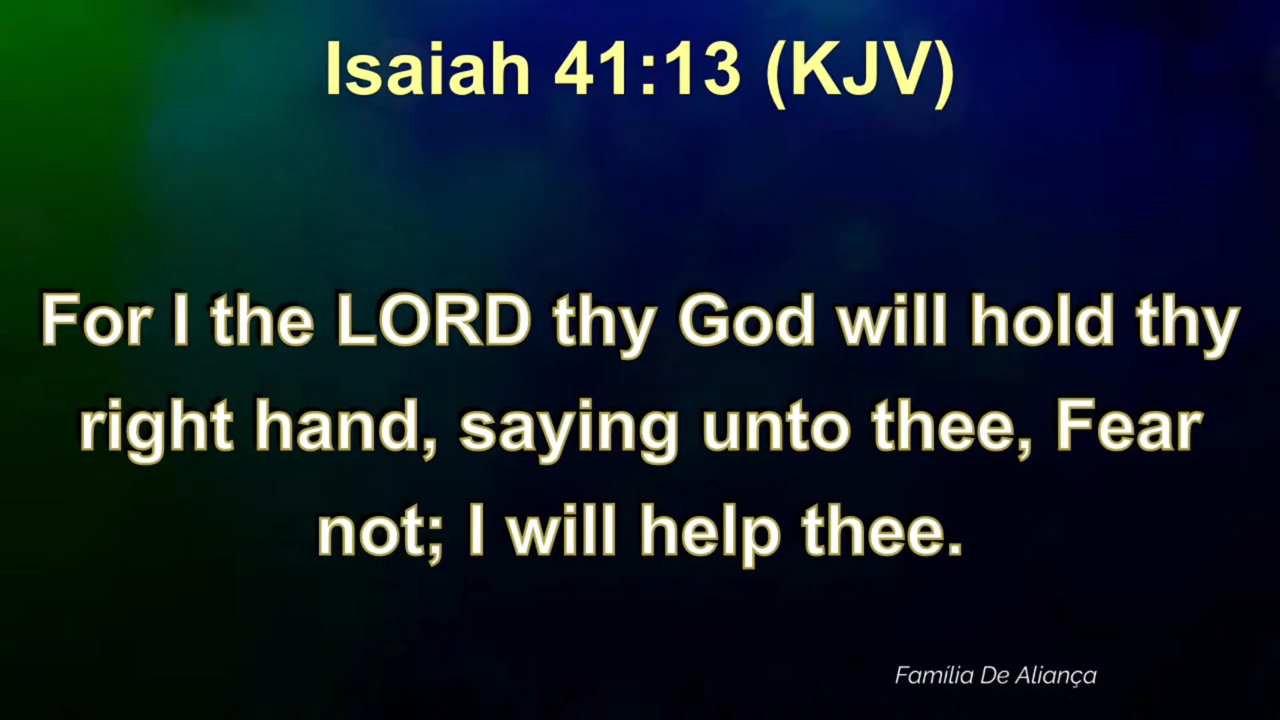 Isaiah 41:13 (KJV)
For I the LORD thy God will hold thy
right hand, saying unto thee, Fear
not; I will help thee.
Família De Aliança